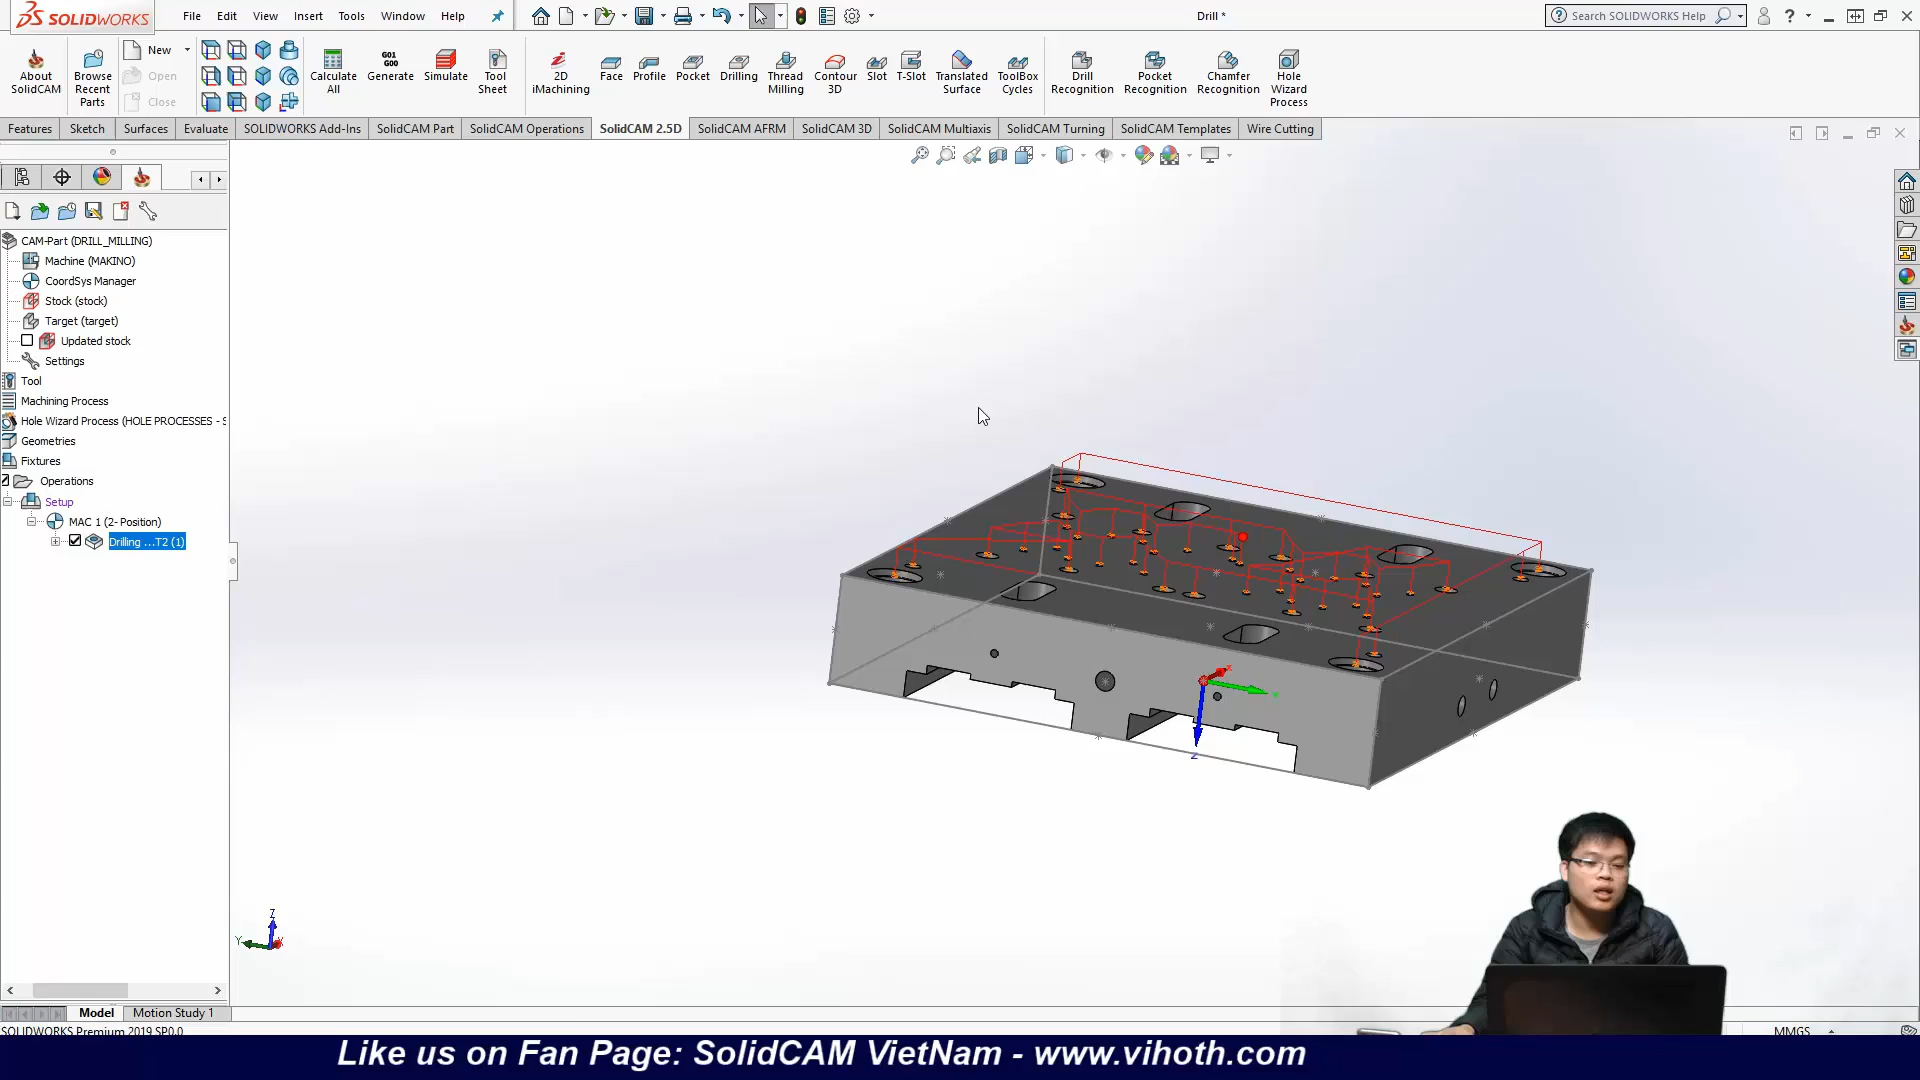 SOLIDWORKS File Edit View Insert Tools Window Help Drill * Search SOLIDWORKS Help
About SolidCAM
Browse Recent Parts
New
Open
Close
Calculate All
G01 G00
Generate
Simulate
Tool Sheet
2D iMachining
Face
Profile
Pocket
Drilling
Thread Milling
Contour 3D
Slot
T-Slot
Translated Surface
ToolBox Cycles
Drill Recognition
Pocket Recognition
Chamfer Recognition
Hole Wizard Process
Features Sketch Surfaces Evaluate SOLIDWORKS Add-Ins SolidCAM Part SolidCAM Operations SolidCAM 2.5D SolidCAM AFRM SolidCAM 3D SolidCAM Multiaxis SolidCAM Turning SolidCAM Templates Wire Cutting
CAM-Part (DRILL_MILLING)
Machine (MAKINO)
CoordSys Manager
Stock (stock)
Target (target)
Updated stock
Settings
Tool
Machining Process
Hole Wizard Process (HOLE PROCESSES - S
Geometries
Fixtures
Operations
Setup
MAC 1 (2- Position)
Drilling ...T2 (1)
Z
Z
Y
Model Motion Study 1
SOLIDWORKS Premium 2019 SP0.0 MMGS
Like us on Fan Page: SolidCAM VietNam - www.vihoth.com